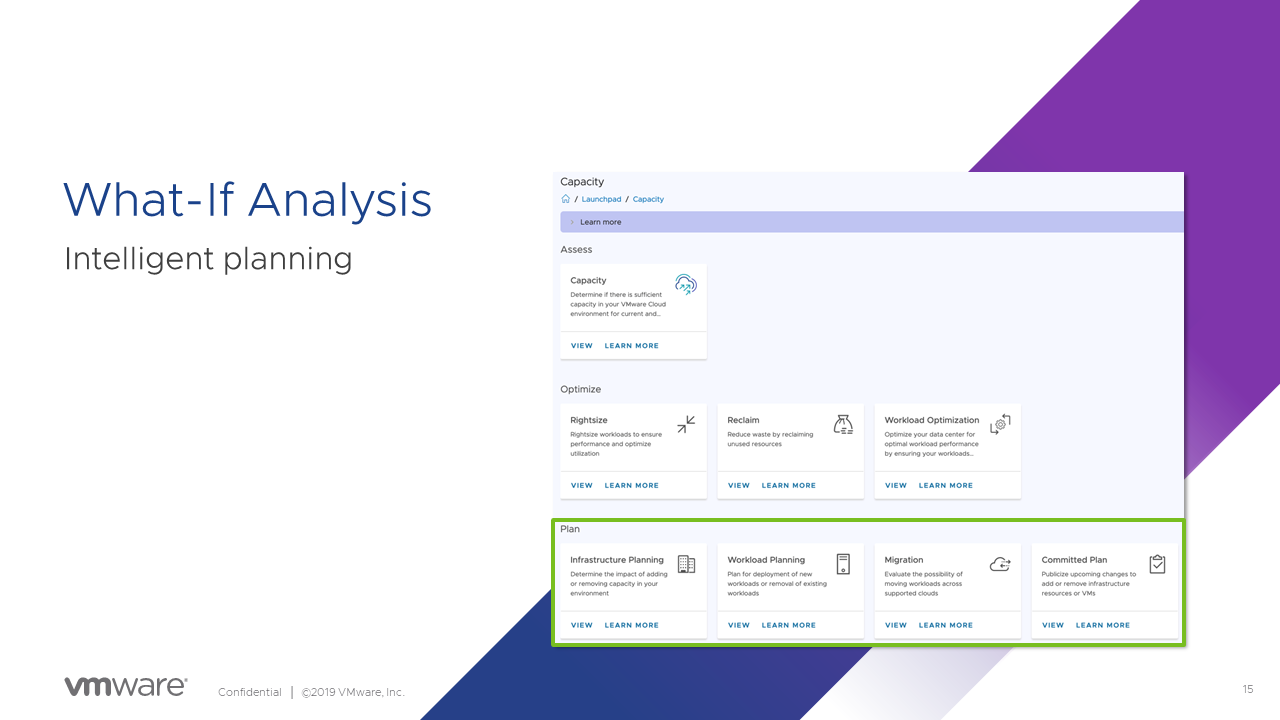 What-If Analysis
Intelligent planning
Capacity
/ Launchpad / Capacity
Learn more
Assess
Capacity
Determine if there is sufficient
capacity in your VMware Cloud
environment for current and...
VIEW LEARN MORE
Optimize
Rightsize
Rightsize workloads to ensure
performance and optimize
utilization
VIEW LEARN MORE
Reclaim
Reduce waste by reclaiming
unused resources
VIEW LEARN MORE
Workload Optimization
Optimize your data center for
optimal workload performance
by ensuring your workloads...
VIEW LEARN MORE
Plan
Infrastructure Planning
Determine the impact of adding
or removing capacity in your
environment
VIEW LEARN MORE
Workload Planning
Plan for deployment of new
workloads or removal of existing
workloads
VIEW LEARN MORE
Migration
Evaluate the possibility of
moving workloads across
supported clouds
VIEW LEARN MORE
Committed Plan
Publicize upcoming changes to
add or remove infrastructure
resources or VMs
VIEW LEARN MORE
vmware®
Confidential | ©2019 VMware, Inc.
15